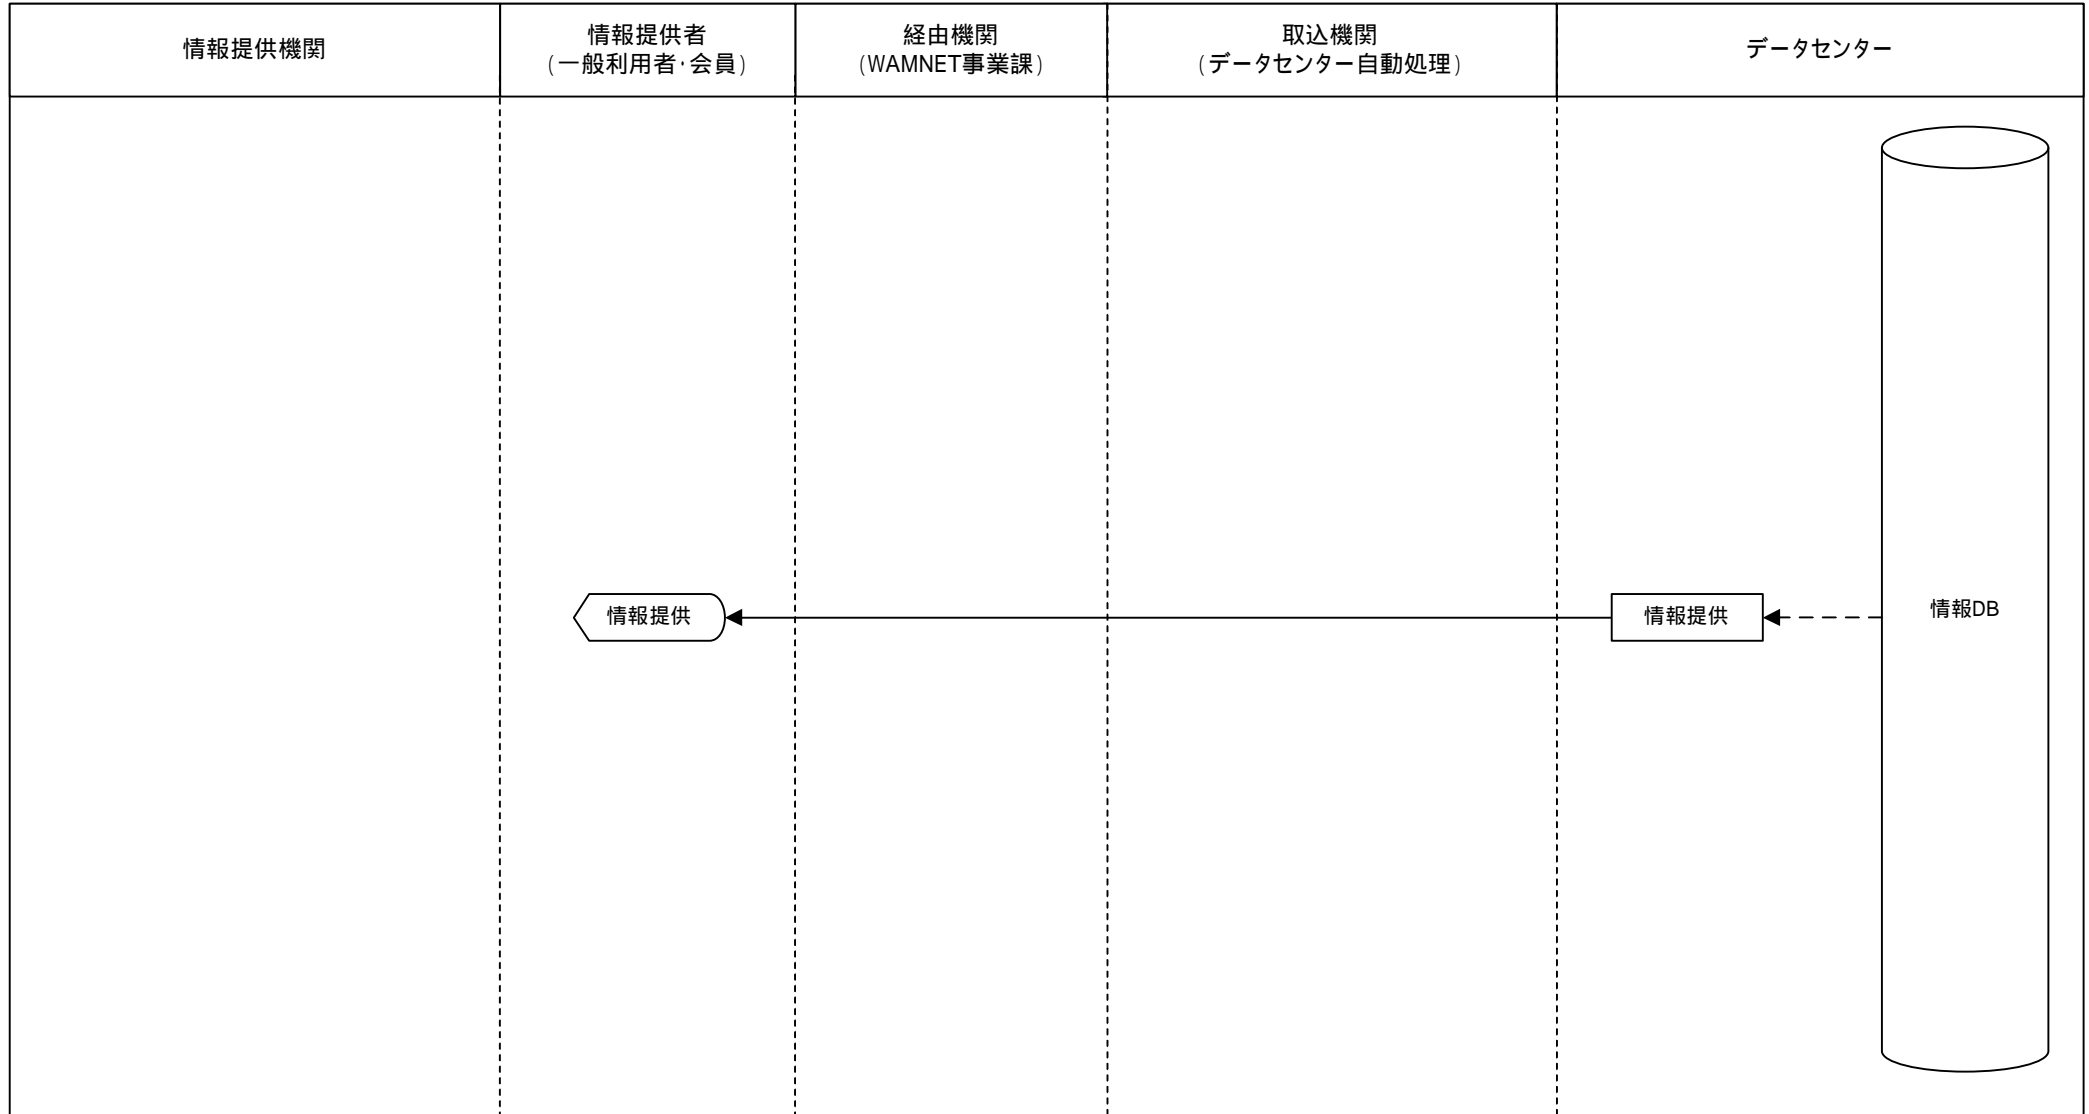 情報提供機関
情報提供者
(一般利用者･会員)
経由機関
(WAMNET事業課)
取込機関
(データセンター自動処理)
データセンター
情報提供
情報提供
情報DB